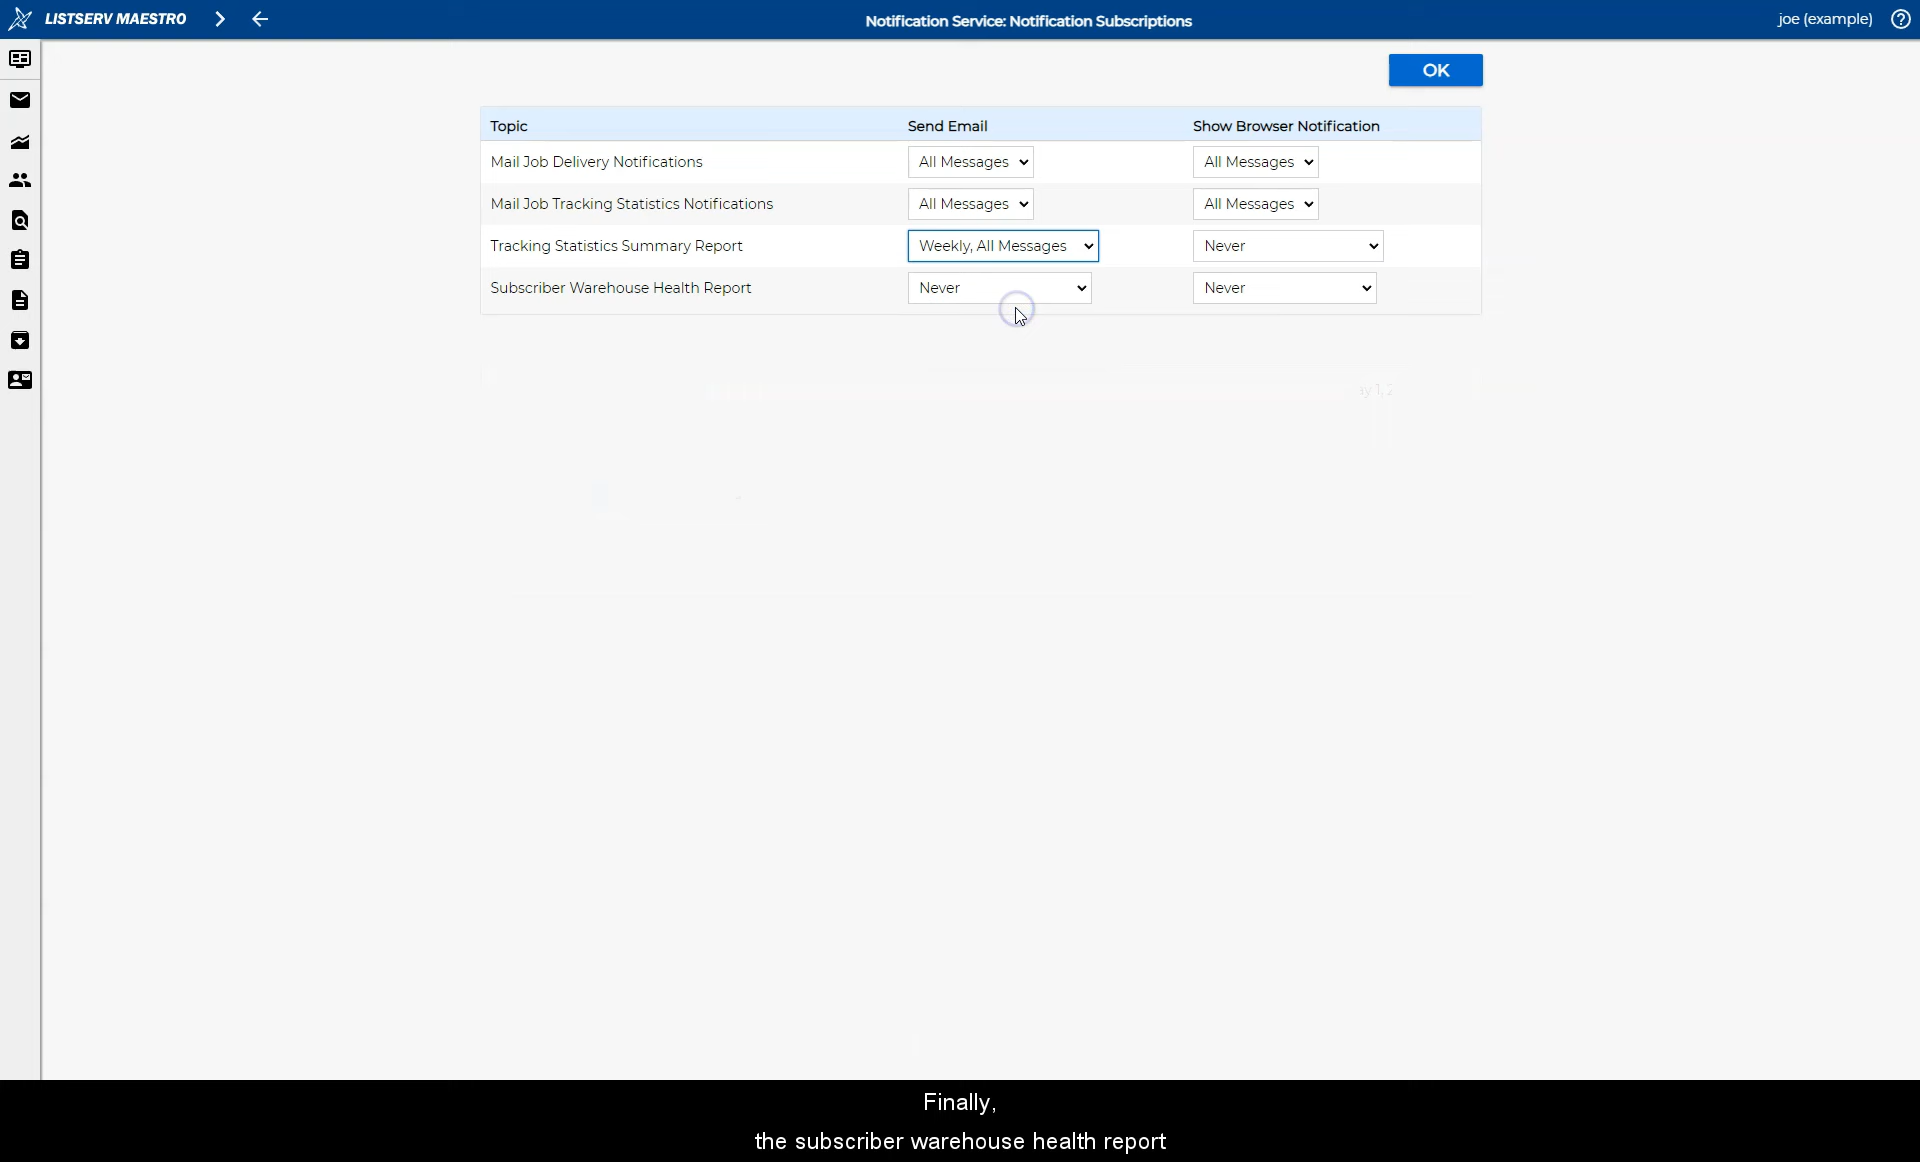 LISTSERV MAESTRO
Notification Service: Notification Subscriptions
joe (example)
OK
Topic Send Email Show Browser Notification
Mail Job Delivery Notifications All Messages All Messages
Mail Job Tracking Statistics Notifications All Messages All Messages
Tracking Statistics Summary Report Weekly, All Messages Never
Subscriber Warehouse Health Report Never Never
Finally,
the subscriber warehouse health report